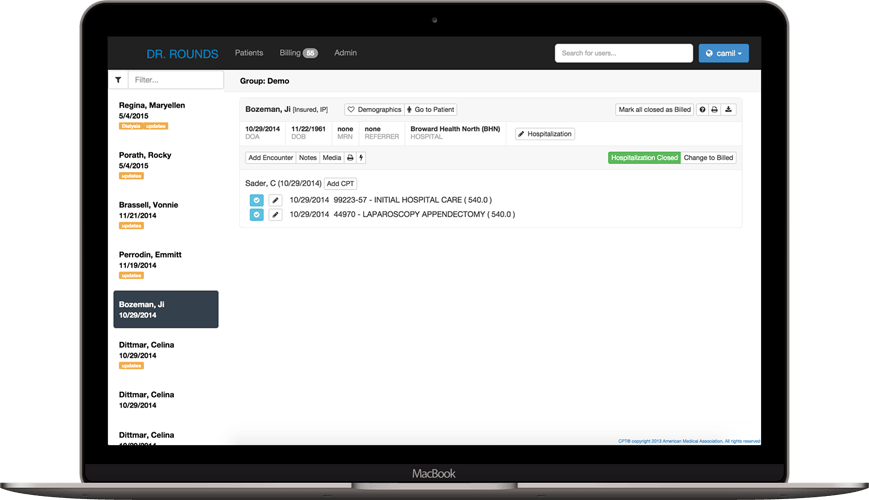 DR. ROUNDS Patients Billing 55 Admin Search for users... camil
Filter...
Group: Demo
Regina, Maryellen
5/4/2015
Dialysis updates
Porath, Rocky
5/4/2015
updates
Brassell, Vonnie
11/21/2014
updates
Perrodin, Emmitt
11/19/2014
updates
Bozeman, Ji
10/29/2014
Dittmar, Celina
10/29/2014
updates
Dittmar, Celina
10/29/2014
Dittmar, Celina
10/29/2014
Bozeman, Ji [Insured, IP] Demographics Go to Patient Mark all closed as Billed
10/29/2014 11/22/1961 none none Broward Health North (BHN) Hospitalization
DOA DOB MRN REFERRER HOSPITAL
Add Encounter Notes Media Hospitalization Closed Change to Billed
Sader, C (10/29/2014) Add CPT
10/29/2014 99223-57 - INITIAL HOSPITAL CARE ( 540.0 )
10/29/2014 44970 - LAPAROSCOPY APPENDECTOMY ( 540.0 )
CPT® copyright 2013 American Medical Association. All rights reserved
MacBook